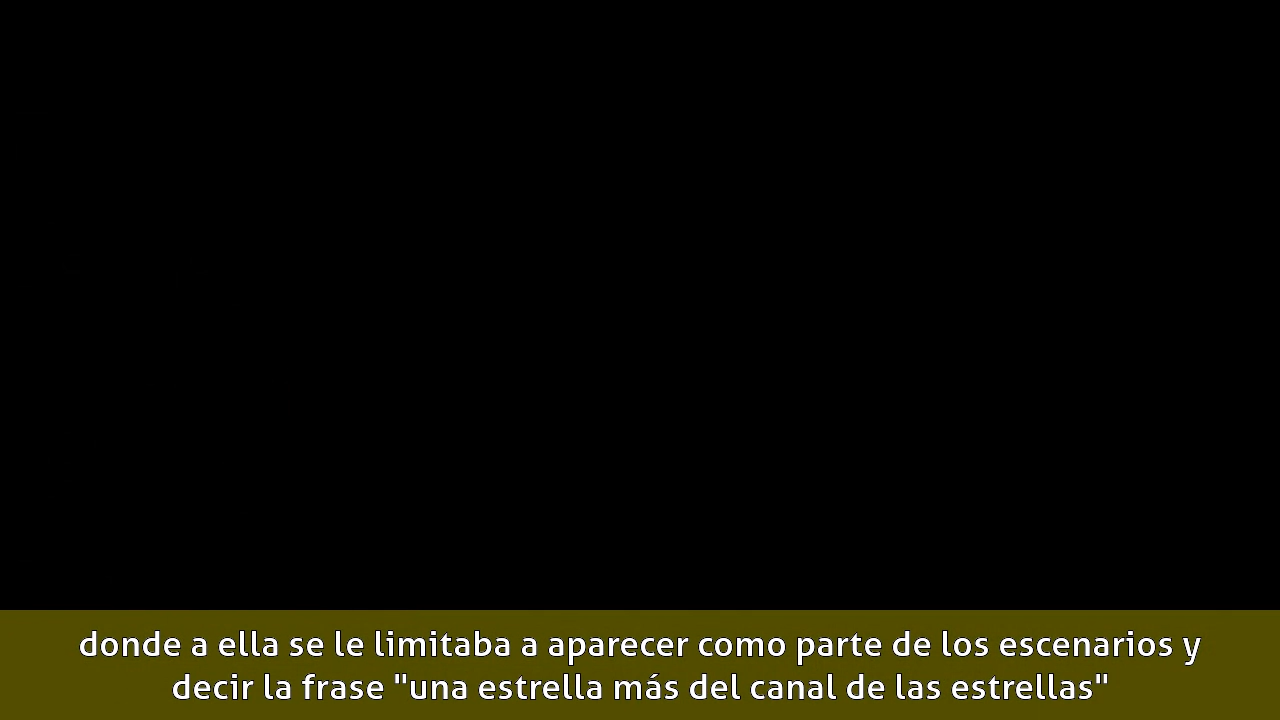 donde a ella se le limitaba a aparecer como parte de los escenarios y
decir la frase "una estrella más del canal de las estrellas"